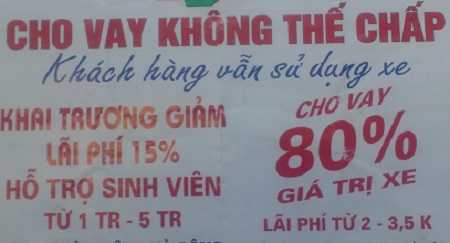 CHO VAY KHÔNG THẾ CHẤP
Khách hàng vẫn sử dụng xe
KHAI TRƯƠNG GIẢM
LÃI PHÍ 15%
HỖ TRỢ SINH VIÊN
TỪ 1 TR - 5 TR
CHO VAY
80%
GIÁ TRỊ XE
LÃI PHÍ TỪ 2 - 3,5 K